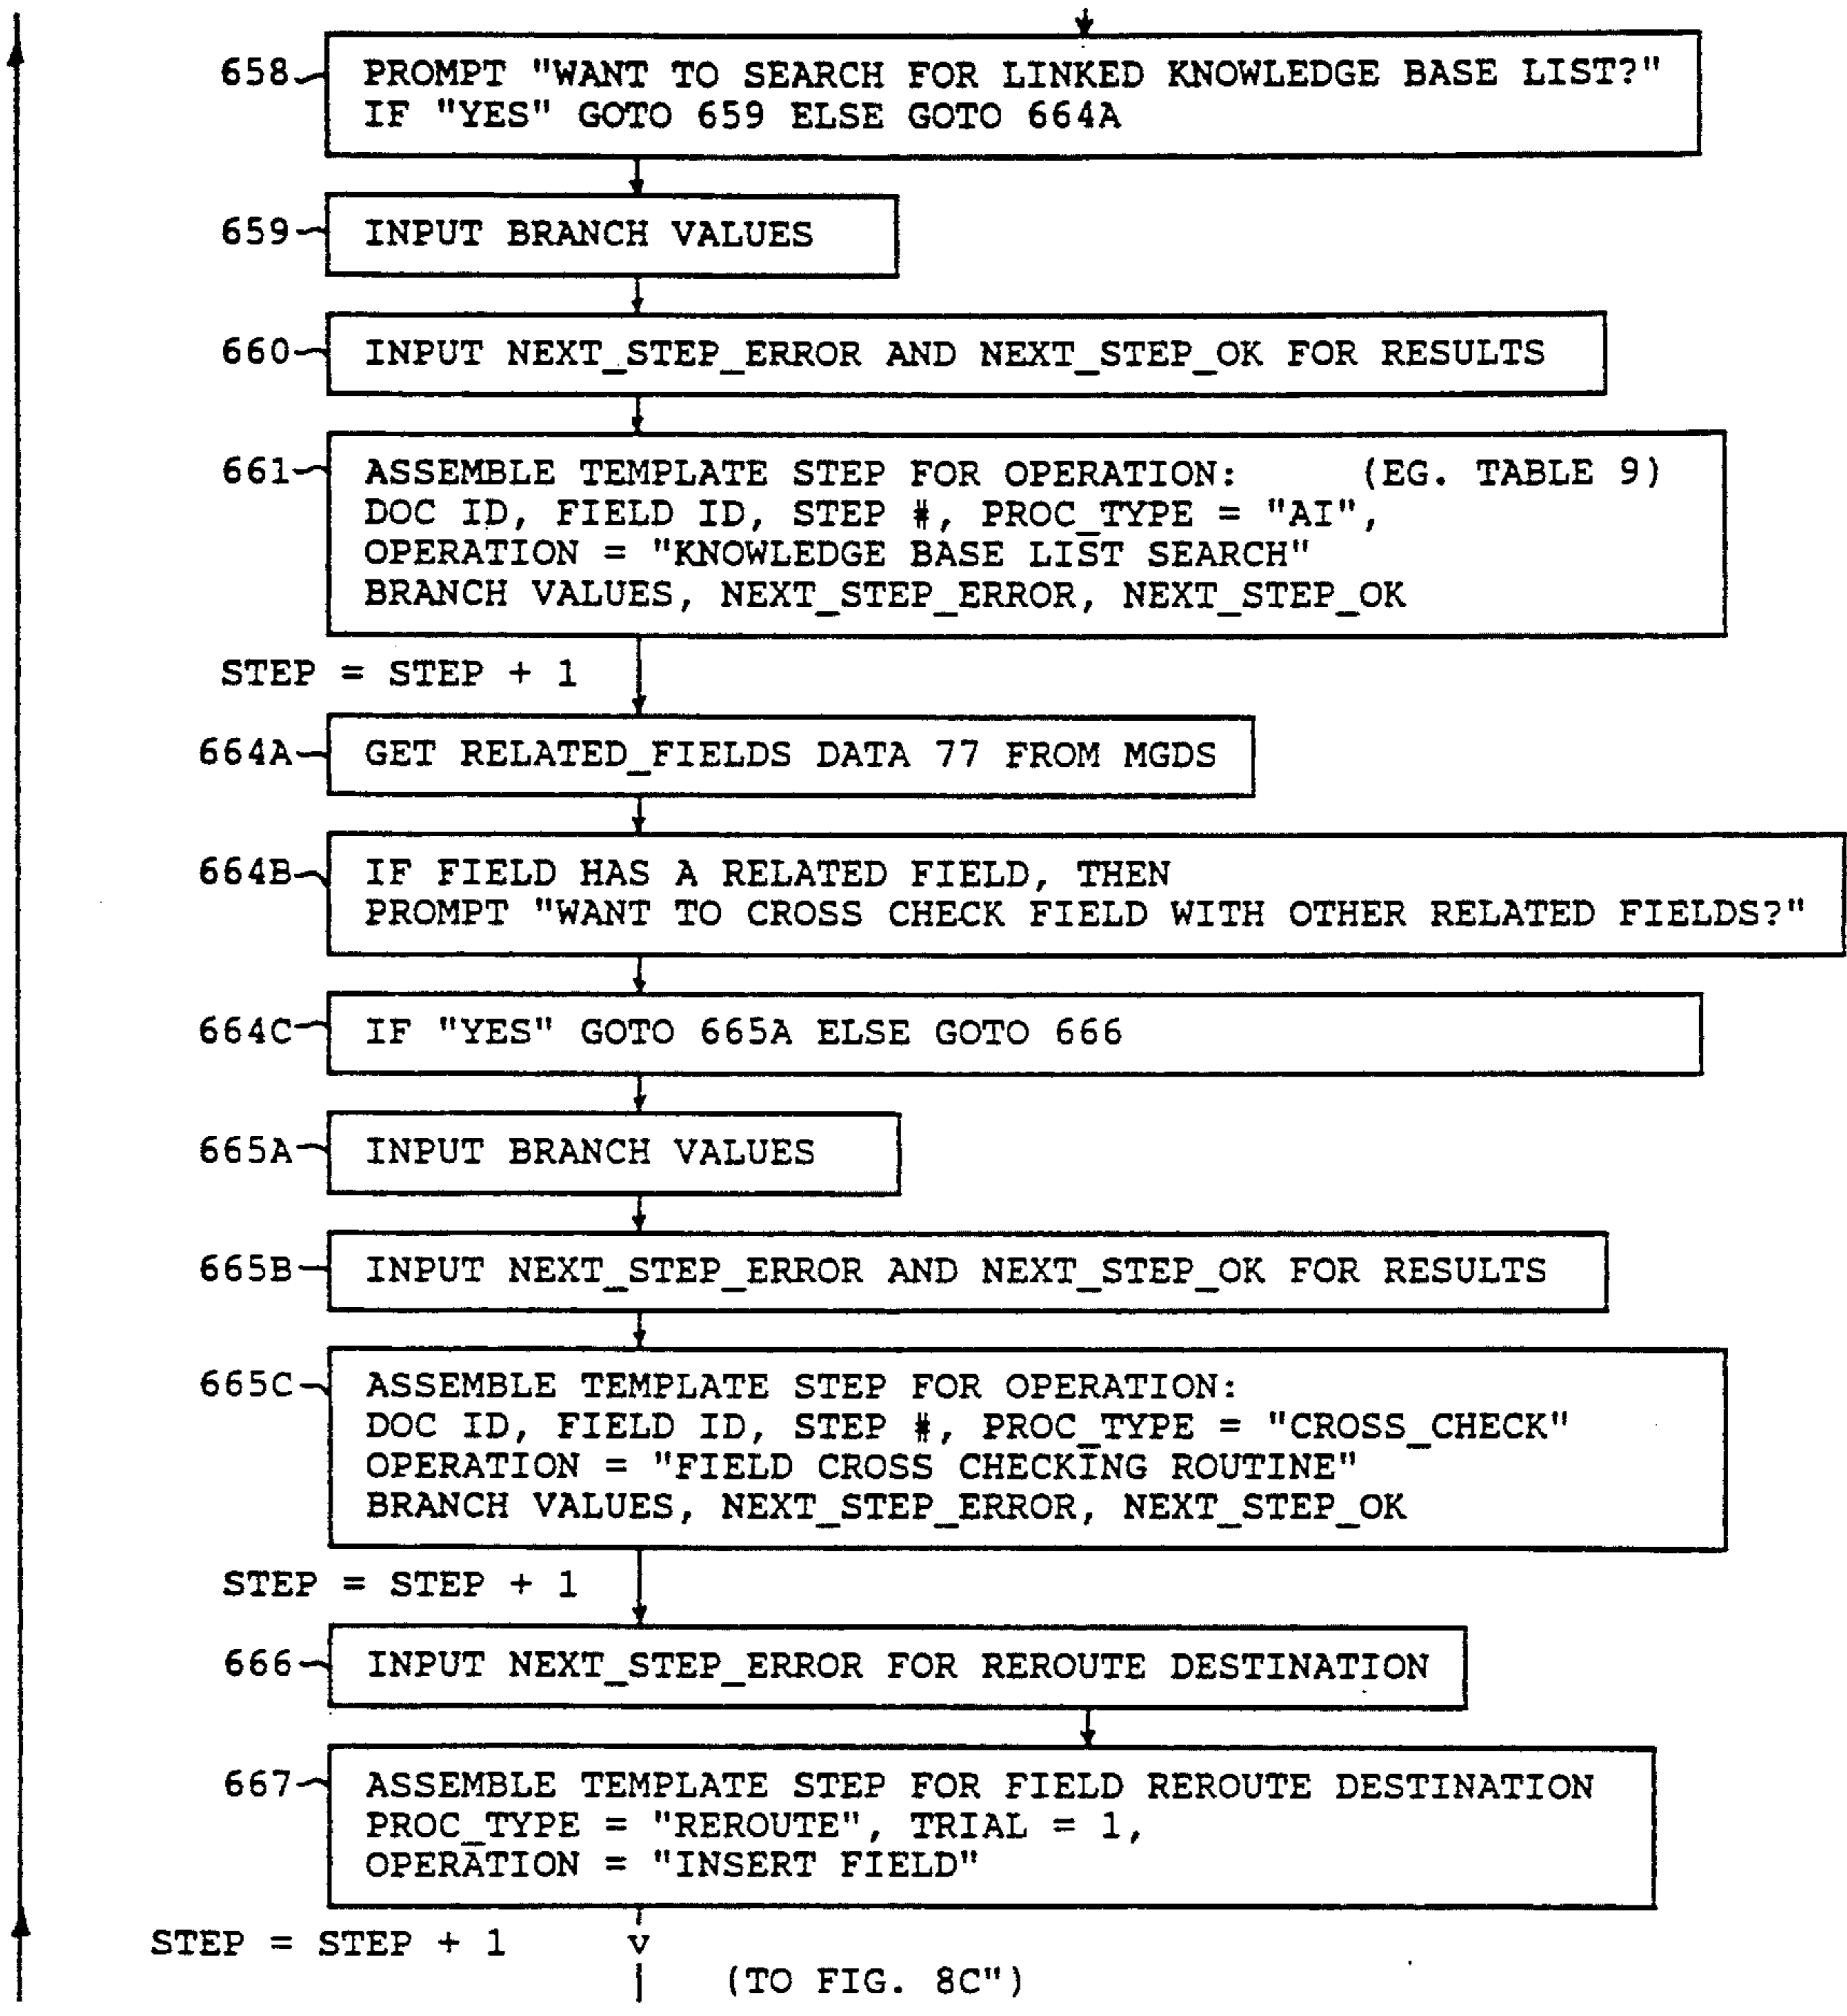 658 PROMPT "WANT TO SEARCH FOR LINKED KNOWLEDGE BASE LIST?"
IF "YES" GOTO 659 ELSE GOTO 664A
659 INPUT BRANCH VALUES
660 INPUT NEXT_STEP_ERROR AND NEXT_STEP_OK FOR RESULTS
661 ASSEMBLE TEMPLATE STEP FOR OPERATION: (EG. TABLE 9)
DOC ID, FIELD ID, STEP #, PROC_TYPE = "AI",
OPERATION = "KNOWLEDGE BASE LIST SEARCH"
BRANCH VALUES, NEXT_STEP_ERROR, NEXT_STEP_OK
STEP = STEP + 1
664A GET RELATED_FIELDS DATA 77 FROM MGDS
664B IF FIELD HAS A RELATED FIELD, THEN
PROMPT "WANT TO CROSS CHECK FIELD WITH OTHER RELATED FIELDS?"
664C IF "YES" GOTO 665A ELSE GOTO 666
665A INPUT BRANCH VALUES
665B INPUT NEXT_STEP_ERROR AND NEXT_STEP_OK FOR RESULTS
665C ASSEMBLE TEMPLATE STEP FOR OPERATION:
DOC ID, FIELD ID, STEP #, PROC_TYPE = "CROSS_CHECK"
OPERATION = "FIELD CROSS CHECKING ROUTINE"
BRANCH VALUES, NEXT_STEP_ERROR, NEXT_STEP_OK
STEP = STEP + 1
666 INPUT NEXT_STEP_ERROR FOR REROUTE DESTINATION
667 ASSEMBLE TEMPLATE STEP FOR FIELD REROUTE DESTINATION
PROC_TYPE = "REROUTE", TRIAL = 1,
OPERATION = "INSERT FIELD"
STEP = STEP + 1
(TO FIG. 8C")